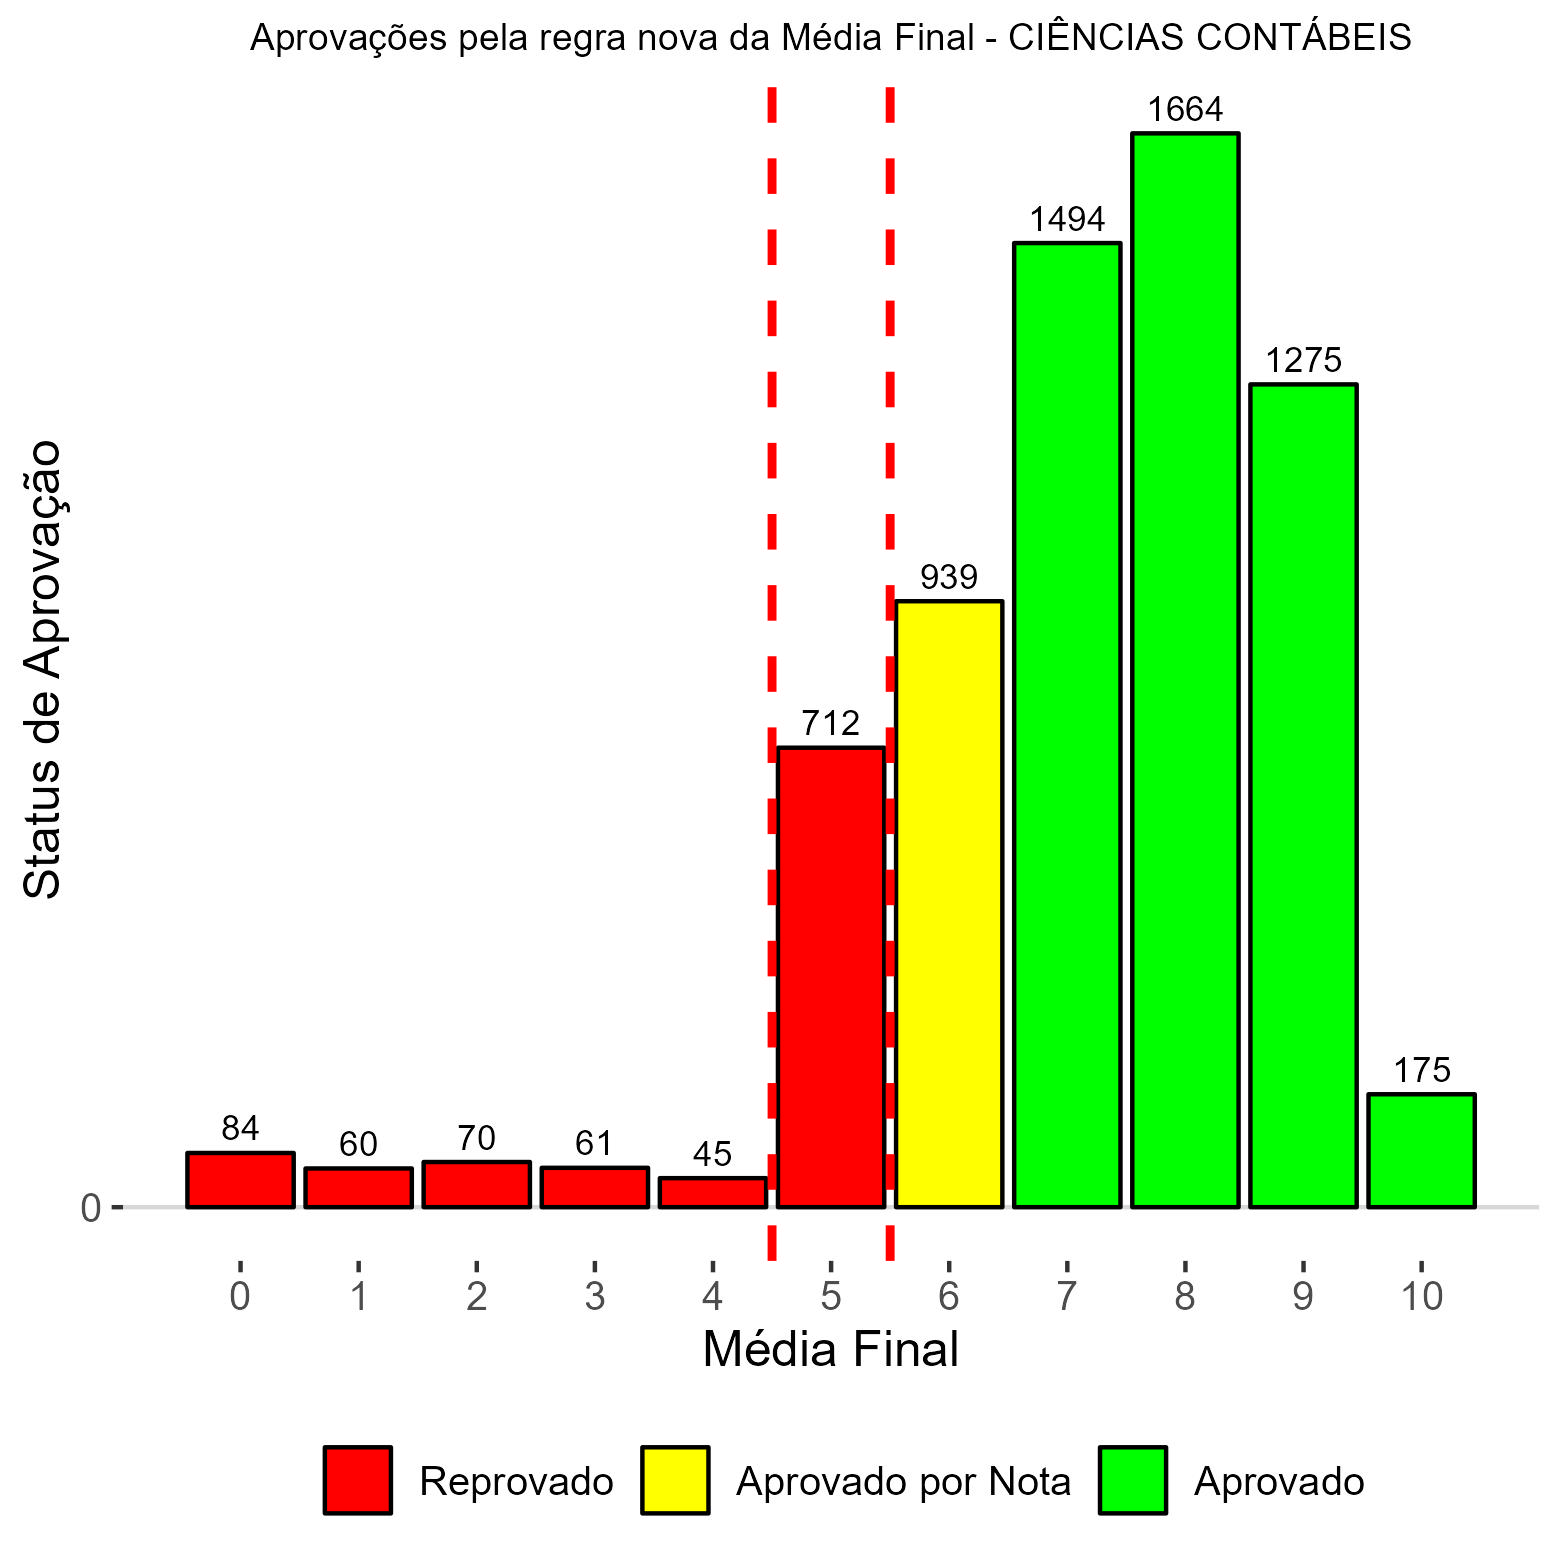 Aprovações pela regra nova da Média Final - CIÊNCIAS CONTÁBEIS
1664
1494
1275
939
712
175
84
60
70
61
45
Status de Aprovação
0
0 1 2 3 4 5 6 7 8 9 10
Média Final
Reprovado Aprovado por Nota Aprovado